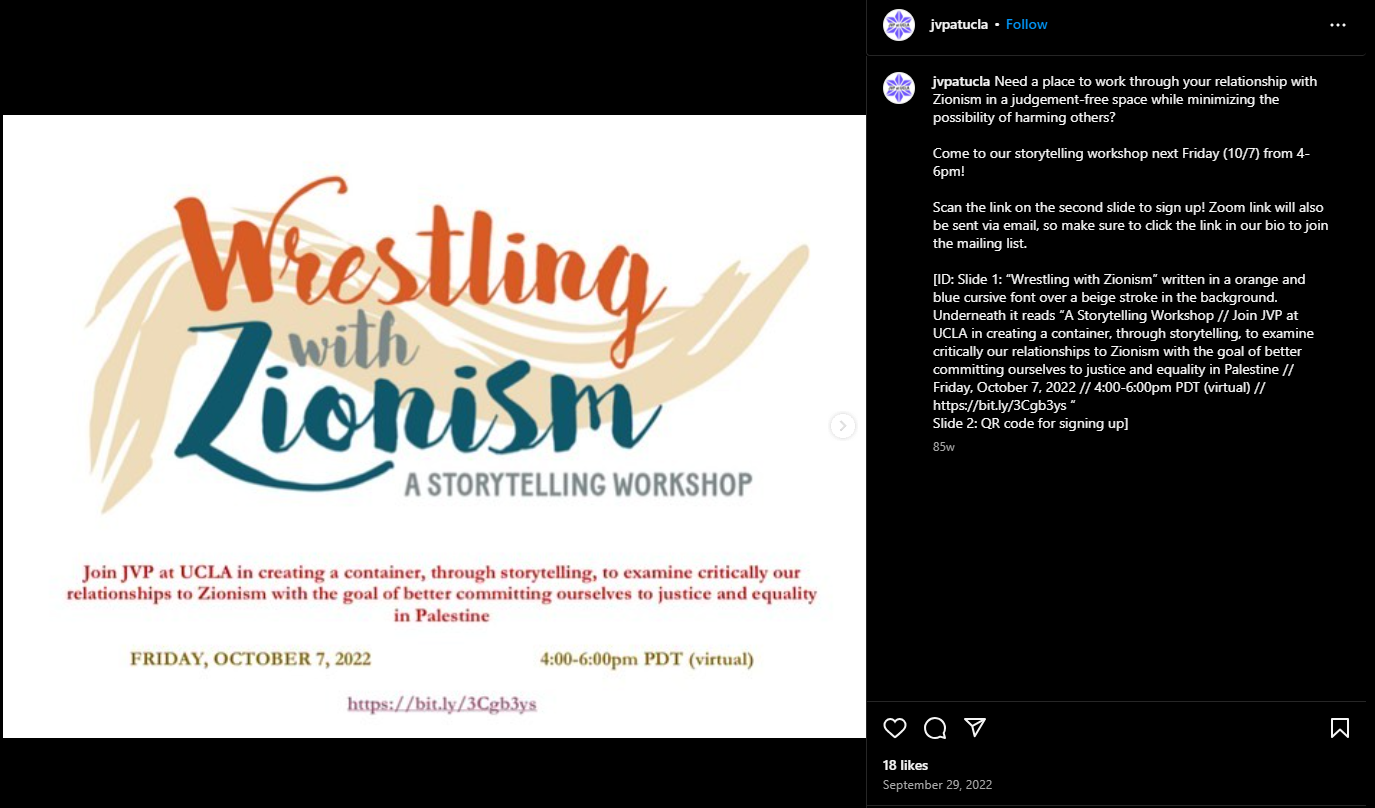 Wrestling
with
Zionism
A STORYTELLING WORKSHOP
Join JVP at UCLA in creating a container, through storytelling, to examine critically our
relationships to Zionism with the goal of better committing ourselves to justice and equality
in Palestine
FRIDAY, OCTOBER 7, 2022 4:00-6:00pm PDT (virtual)
https://bit.ly/3Cgb3ys
JVP at UCLA
jvpatucla • Follow
JVP at UCLA
jvpatucla Need a place to work through your relationship with
Zionism in a judgement-free space while minimizing the
possibility of harming others?
Come to our storytelling workshop next Friday (10/7) from 4-
6pm!
Scan the link on the second slide to sign up! Zoom link will also
be sent via email, so make sure to click the link in our bio to join
the mailing list.
[ID: Slide 1: “Wrestling with Zionism” written in a orange and
blue cursive font over a beige stroke in the background.
Underneath it reads “A Storytelling Workshop // Join JVP at
UCLA in creating a container, through storytelling, to examine
critically our relationships to Zionism with the goal of better
committing ourselves to justice and equality in Palestine //
Friday, October 7, 2022 // 4:00-6:00pm PDT (virtual) //
https://bit.ly/3Cgb3ys “
Slide 2: QR code for signing up]
85w
18 likes
September 29, 2022